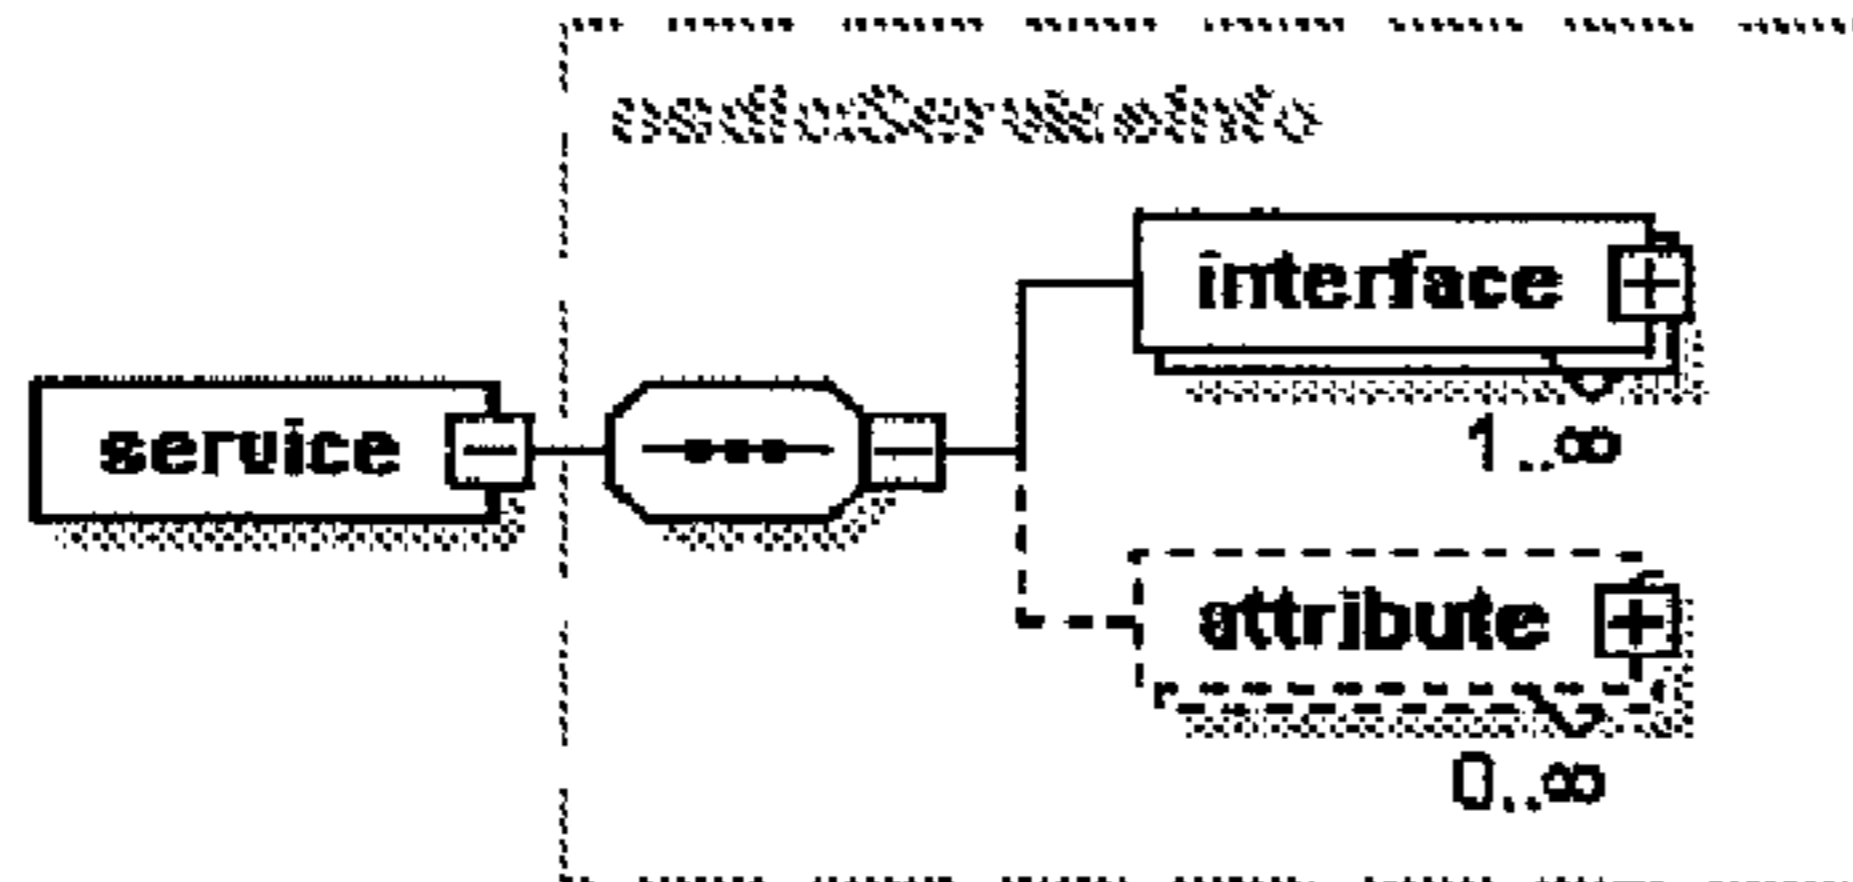 interface
service
1..∞
attribute
0..∞